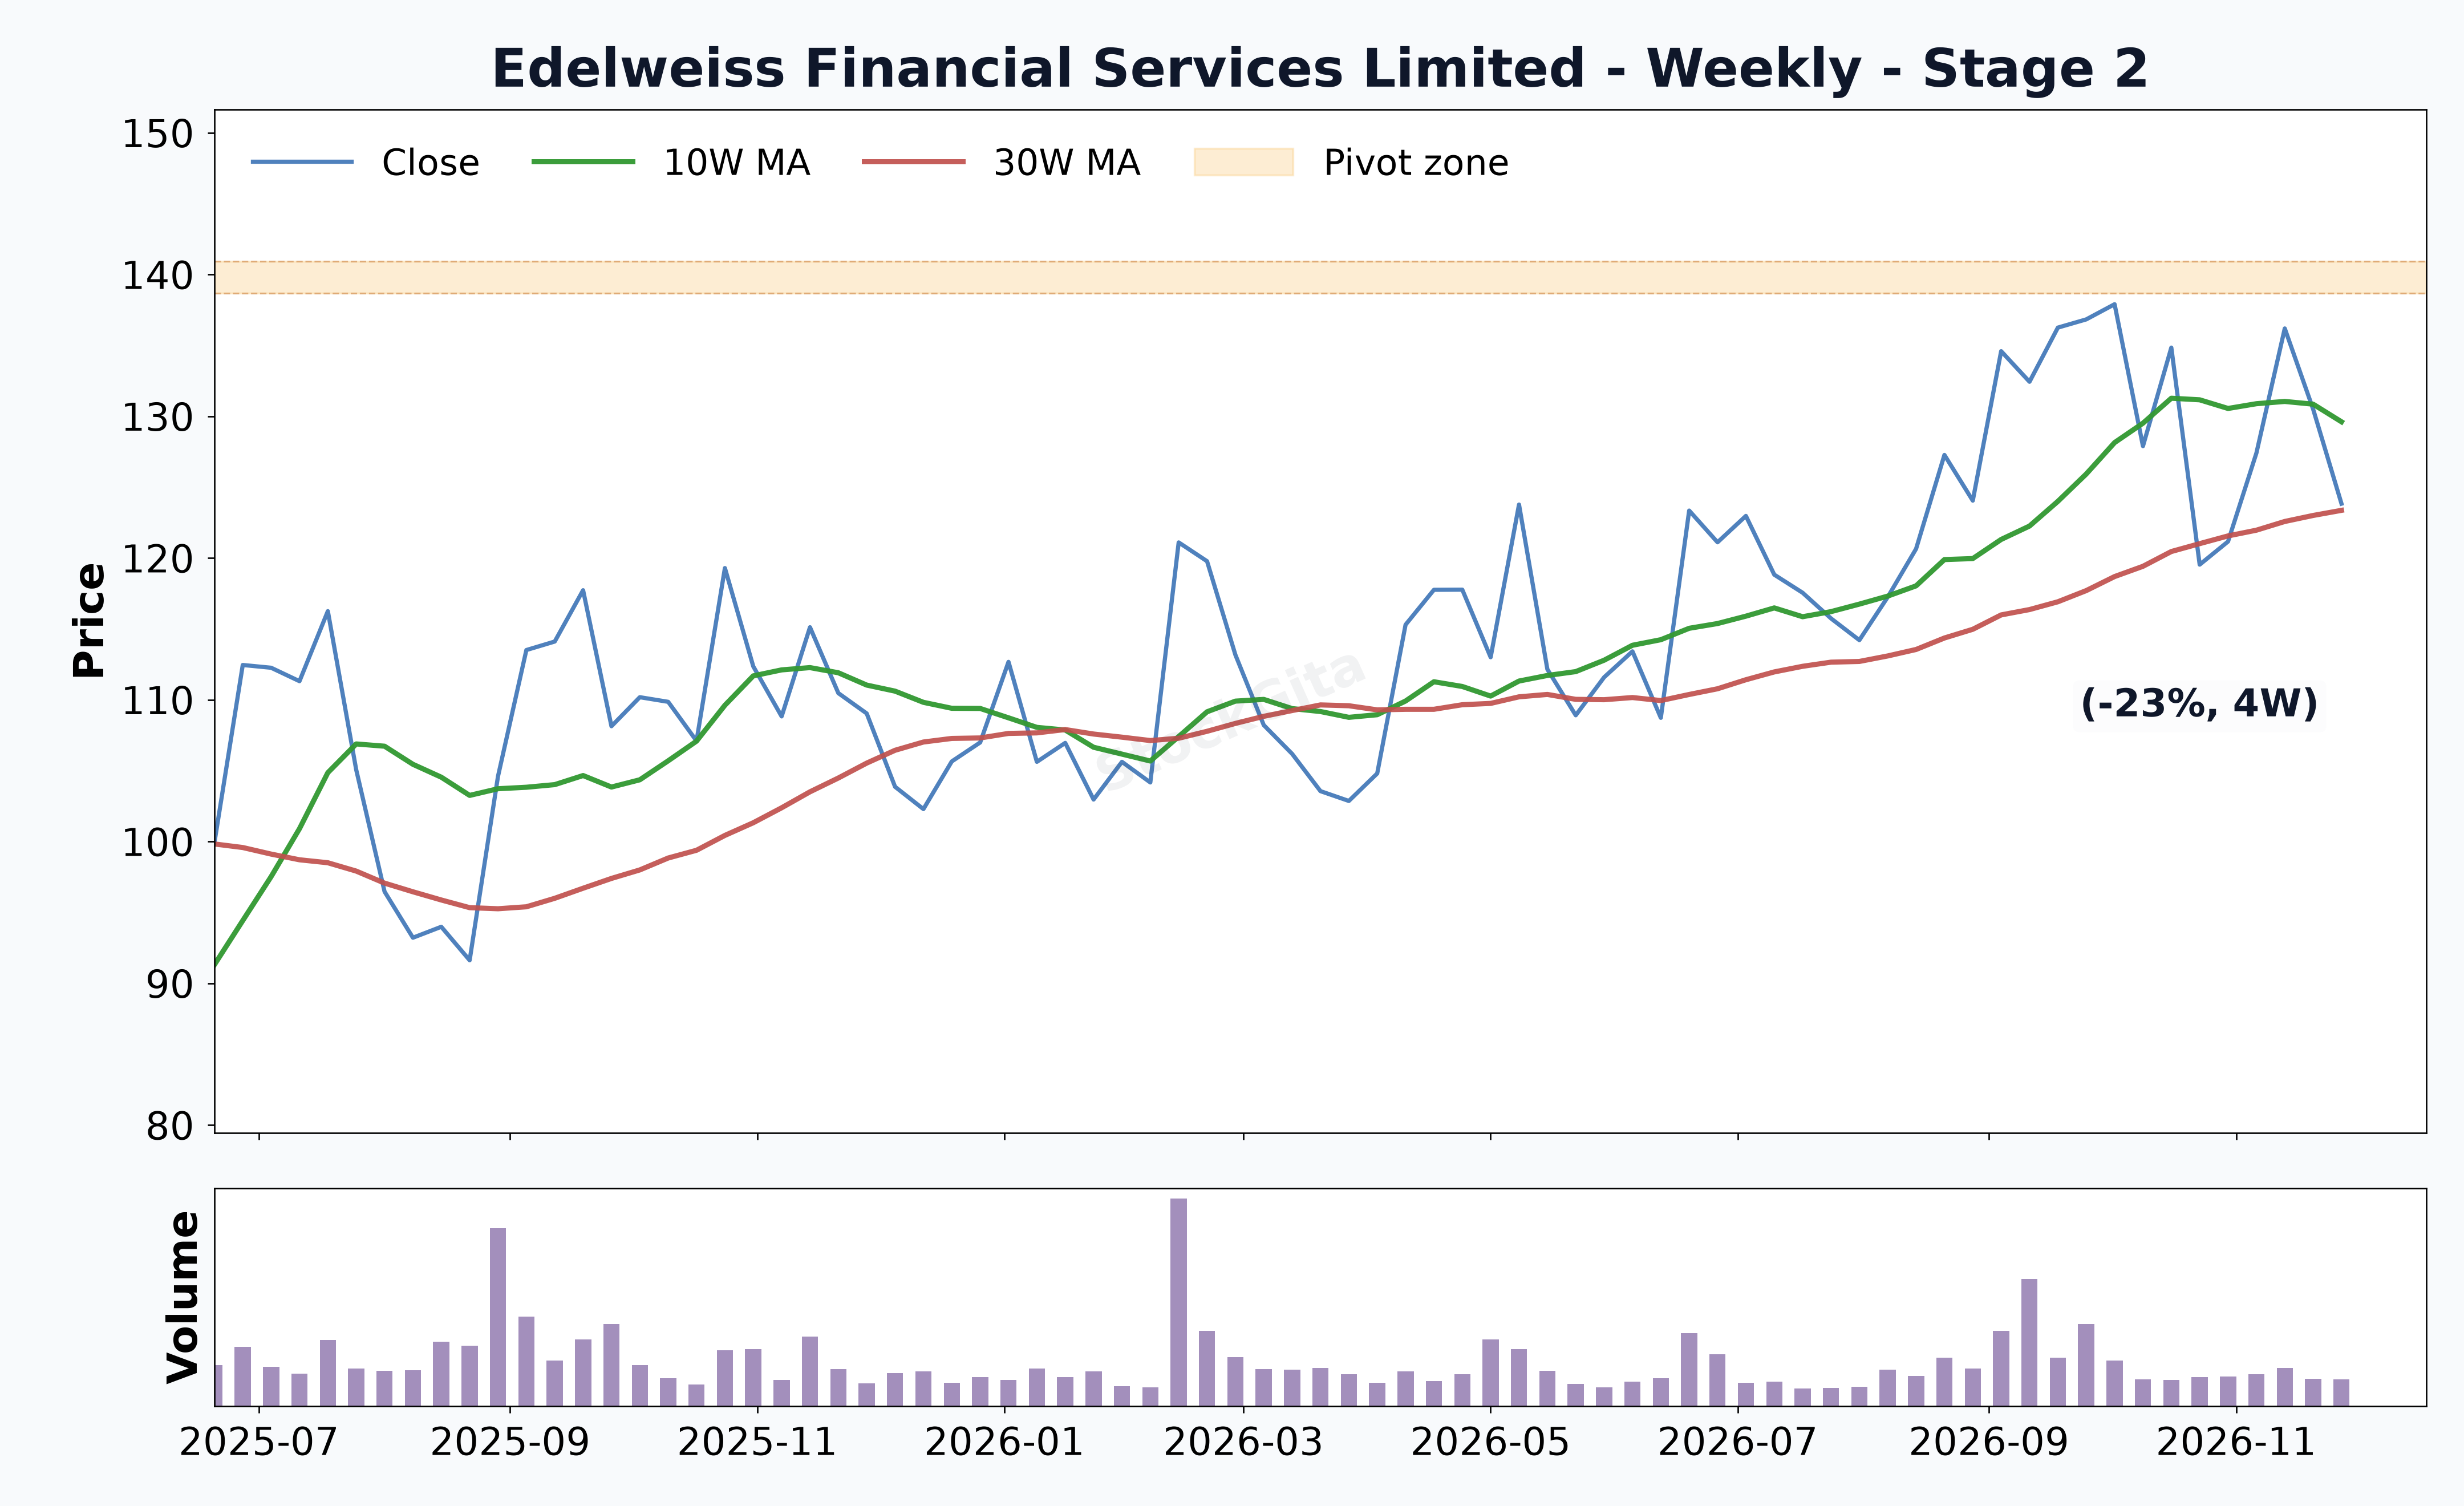 Edelweiss Financial Services Limited - Weekly - Stage 2
Close 10W MA 30W MA Pivot zone
150
140
130
120
110
100
90
80
Price
StockGita
(-23%, 4W)
Volume
2025-07 2025-09 2025-11 2026-01 2026-03 2026-05 2026-07 2026-09 2026-11